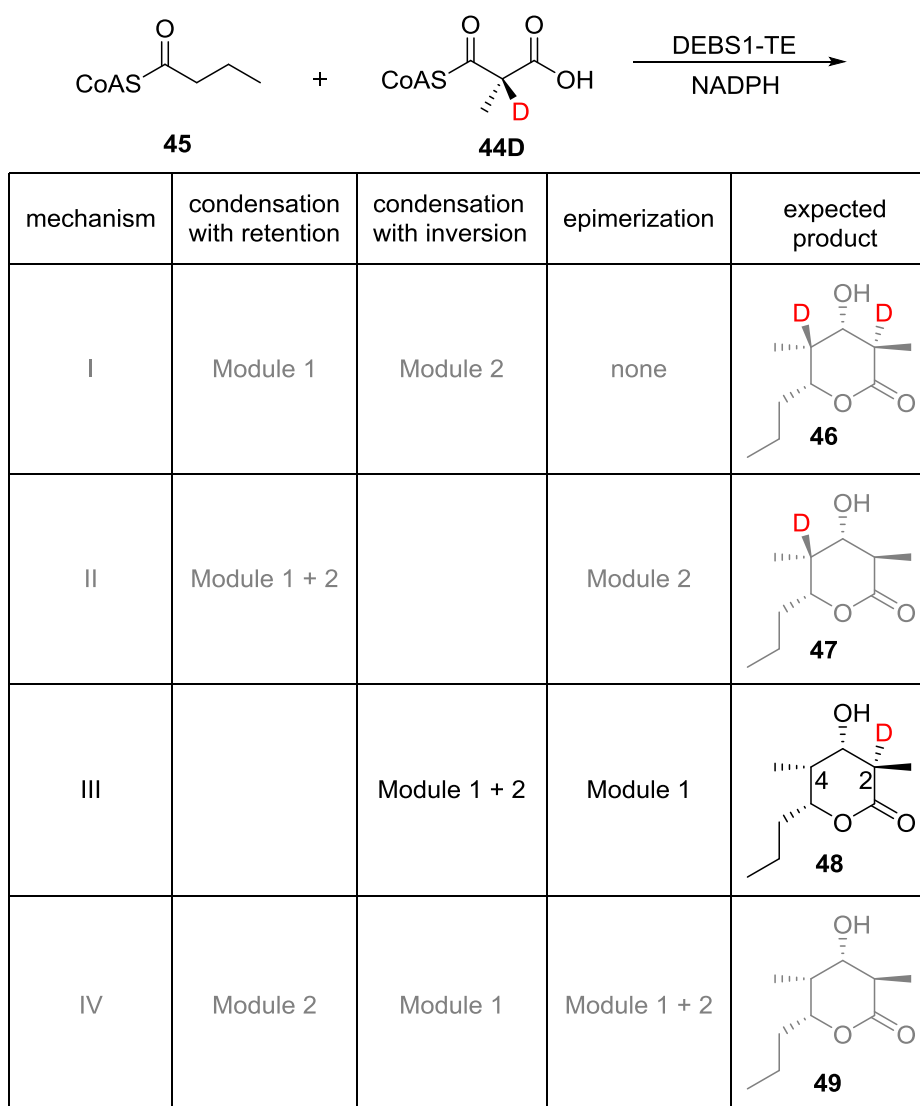 O
CoAS
45
+
O O
CoAS OH
D
44D
DEBS1-TE
NADPH
mechanism
condensation
with retention
condensation
with inversion
epimerization
expected
product
I
Module 1
Module 2
none
OH
D D
O O
46
II
Module 1 + 2
Module 2
OH
D
O O
47
III
Module 1 + 2
Module 1
OH
D
4 2
O O
48
IV
Module 2
Module 1
Module 1 + 2
OH
O O
49